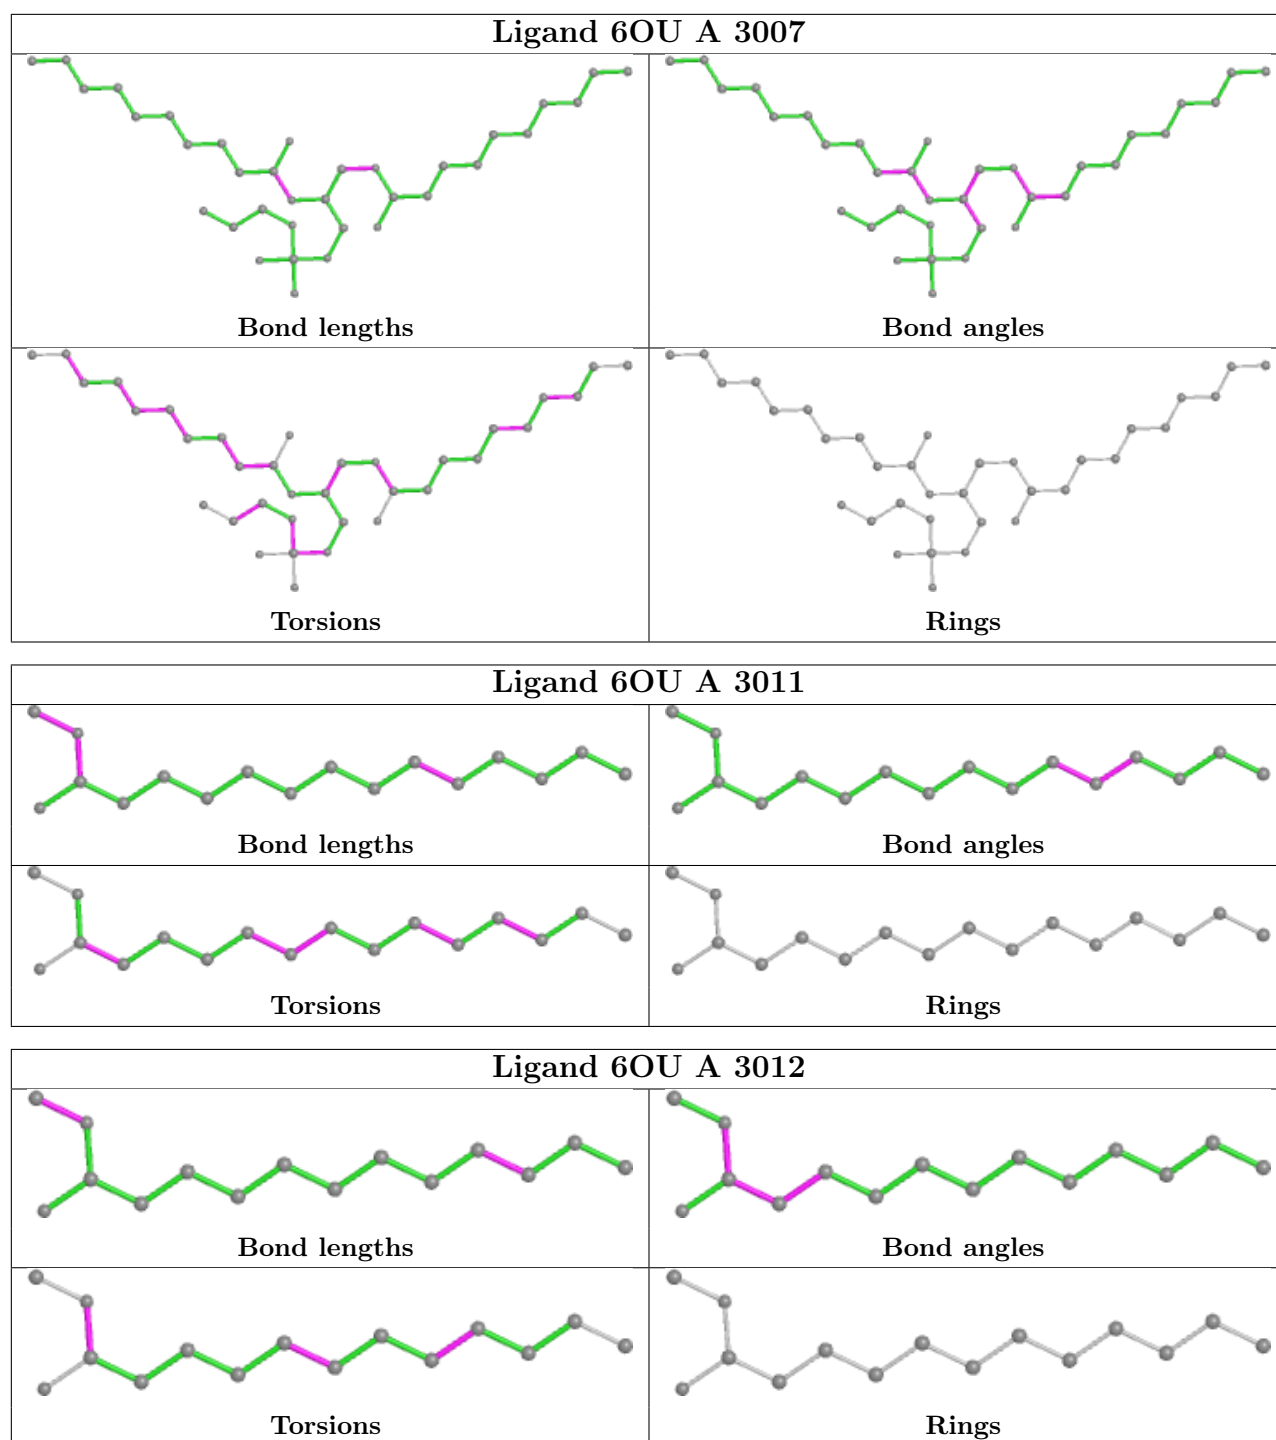 Ligand 6OU A 3007
Bond lengths
Bond angles
Torsions
Rings
Ligand 6OU A 3011
Bond lengths
Bond angles
Torsions
Rings
Ligand 6OU A 3012
Bond lengths
Bond angles
Torsions
Rings